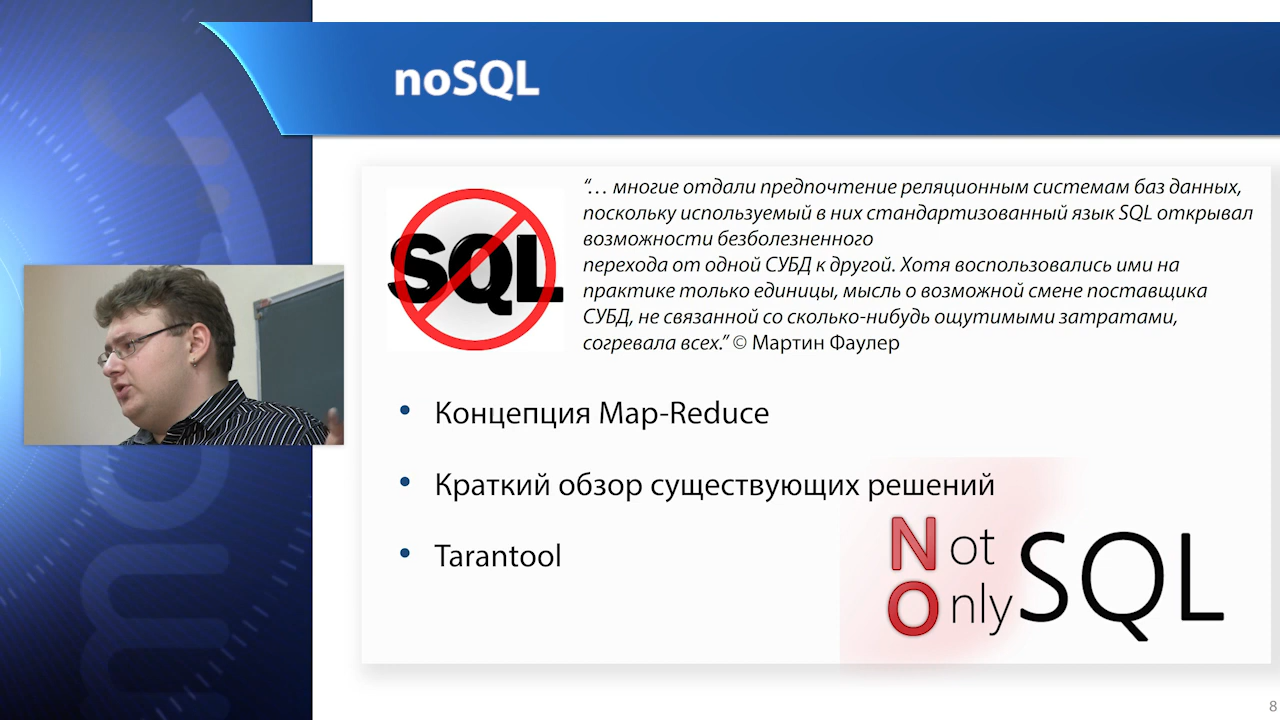 noSQL
SQL
“… многие отдали предпочтение реляционным системам баз данных,
поскольку используемый в них стандартизованный язык SQL открывал
возможности безболезненного
перехода от одной СУБД к другой. Хотя воспользовались ими на
практике только единицы, мысль о возможной смене поставщика
СУБД, не связанной со сколько-нибудь ощутимыми затратами,
согревала всех.” © Мартин Фаулер
• Концепция Map-Reduce
• Краткий обзор существующих решений
• Tarantool
Not
Only SQL
8